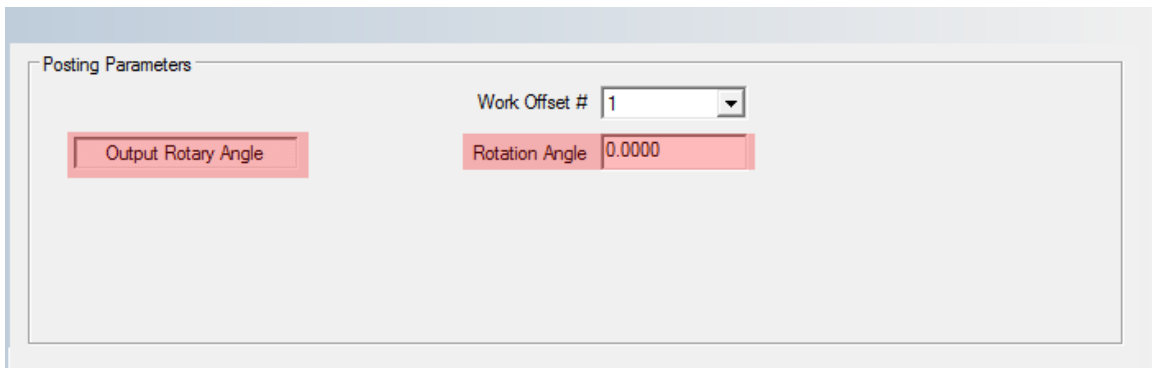 Posting Parameters
Work Offset # 1
Output Rotary Angle Rotation Angle 0.0000